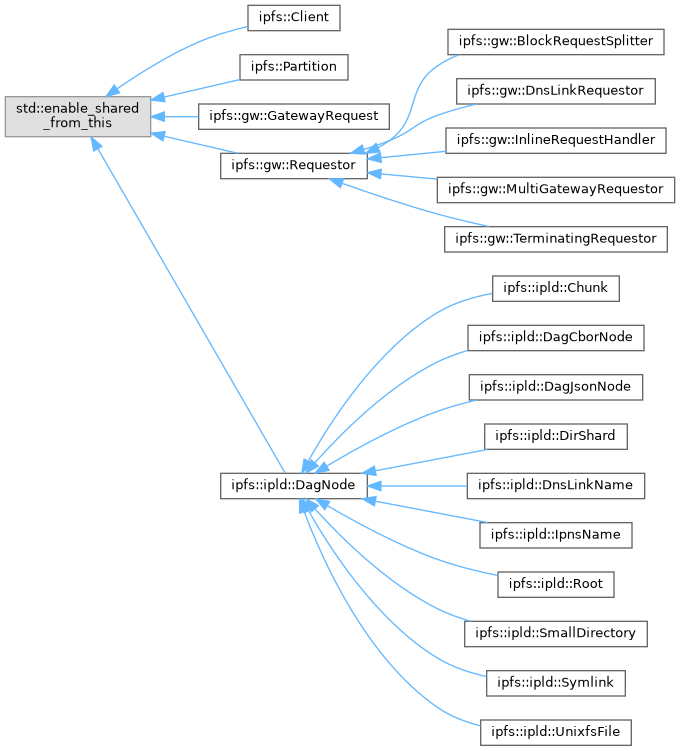 std::enable_shared
_from_this
ipfs::Client
ipfs::Partition
ipfs::gw::GatewayRequest
ipfs::gw::Requestor
ipfs::gw::BlockRequestSplitter
ipfs::gw::DnsLinkRequestor
ipfs::gw::InlineRequestHandler
ipfs::gw::MultiGatewayRequestor
ipfs::gw::TerminatingRequestor
ipfs::ipld::DagNode
ipfs::ipld::Chunk
ipfs::ipld::DagCborNode
ipfs::ipld::DagJsonNode
ipfs::ipld::DirShard
ipfs::ipld::DnsLinkName
ipfs::ipld::IpnsName
ipfs::ipld::Root
ipfs::ipld::SmallDirectory
ipfs::ipld::Symlink
ipfs::ipld::UnixfsFile